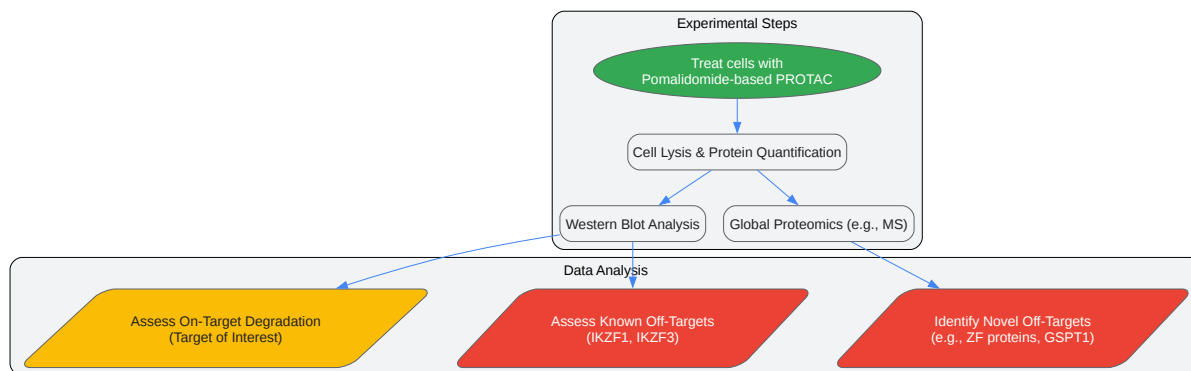 Experimental Steps
Treat cells with
Pomalidomide-based PROTAC
Cell Lysis & Protein Quantification
Western Blot Analysis
Global Proteomics (e.g., MS)
Data Analysis
Assess On-Target Degradation
(Target of Interest)
Assess Known Off-Targets
(IKZF1, IKZF3)
Identify Novel Off-Targets
(e.g., ZF proteins, GSPT1)